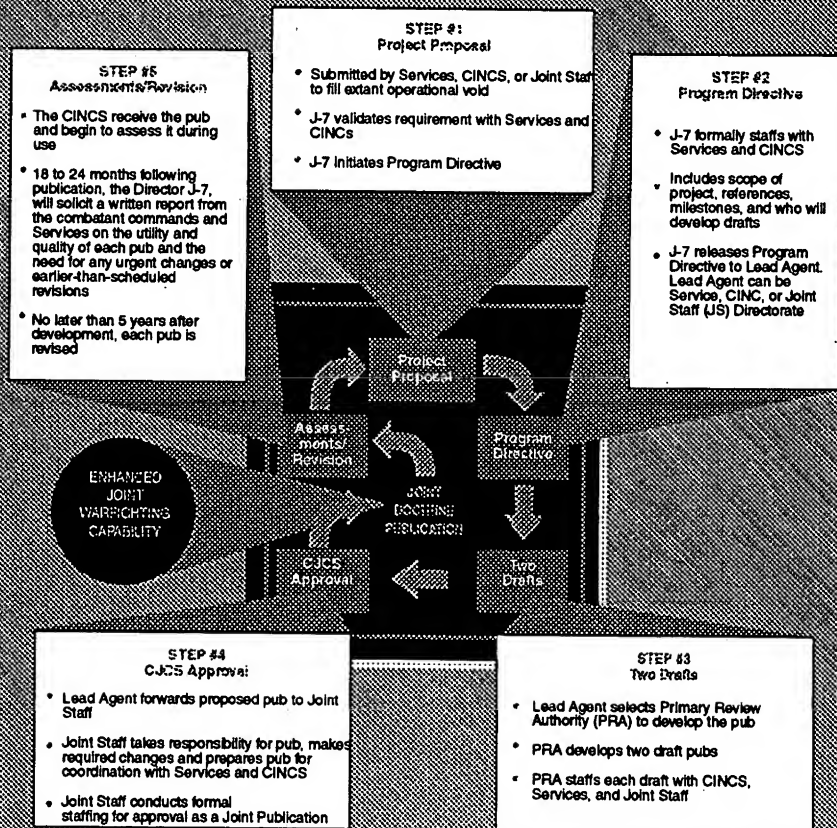 STEP #1
Project Proposal
• Submitted by Services, CINCS, or Joint Staff
to fill extant operational void
• J-7 validates requirement with Services and
CINCs
• J-7 Initiates Program Directive
STEP #2
Program Directive
• J-7 formally staffs with
Services and CINCS
• Includes scope of
project, references,
milestones, and who will
develop drafts
• J-7 releases Program
Directive to Lead Agent.
Lead Agent can be
Service, CINC, or Joint
Staff (JS) Directorate
STEP #3
Two Drafts
• Lead Agent selects Primary Review
Authority (PRA) to develop the pub
• PRA develops two draft pubs
• PRA staffs each draft with CINCS,
Services, and Joint Staff
STEP #4
CJCS Approval
• Lead Agent forwards proposed pub to Joint
Staff
• Joint Staff takes responsibility for pub, makes
required changes and prepares pub for
coordination with Services and CINCS
• Joint Staff conducts formal
staffing for approval as a Joint Publication
STEP #5
Assessments/Revision
• The CINCS receive the pub
and begin to assess it during
use
• 18 to 24 months following
publication, the Director J-7,
will solicit a written report from
the combatant commands and
Services on the utility and
quality of each pub and the
need for any urgent changes or
earlier-than-scheduled
revisions
• No later than 5 years after
development, each pub is
revised
Project
Proposal
Program
Directive
Two
Drafts
CJCS
Approval
Assess-
ments/
Revision
JOINT
DOCTRINE
PUBLICATION
ENHANCED
JOINT
WARFIGHTING
CAPABILITY